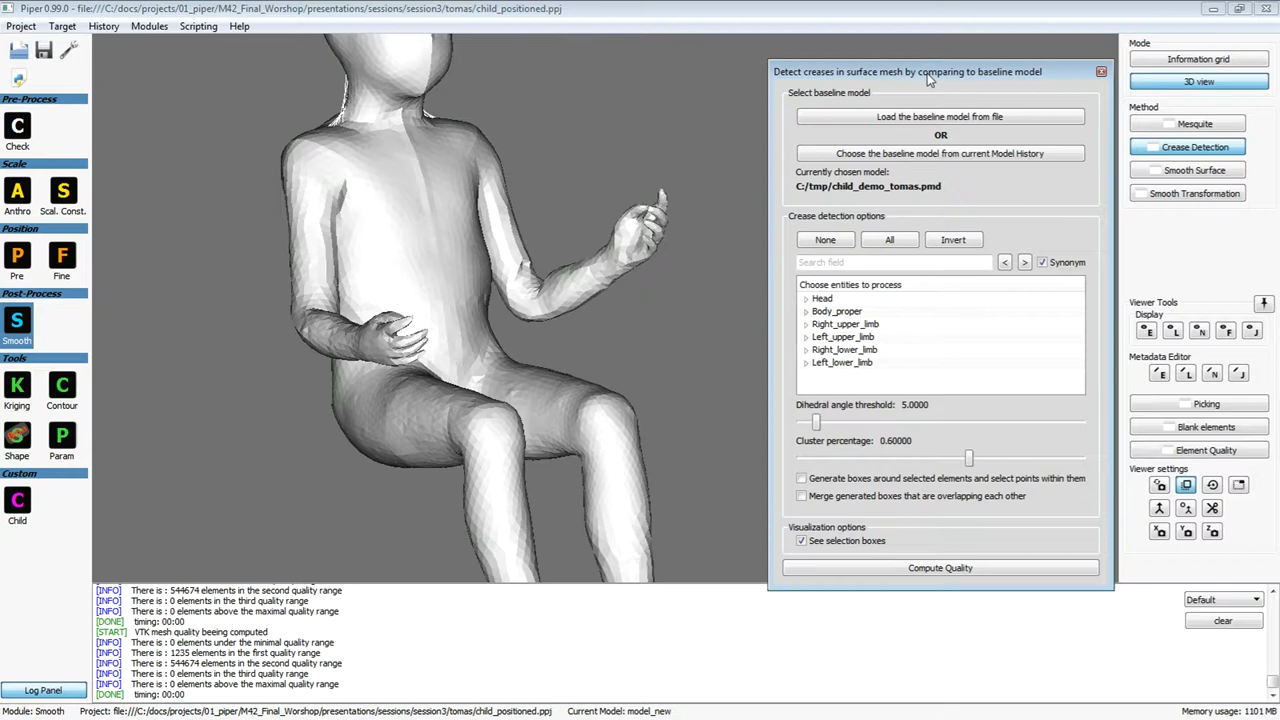 Piper 0.99.0 - file:///C:/docs/projects/01_piper/M42_Final_Worshop/presentations/sessions/session3/tomas/child_positioned.ppj
Project Target History Modules Scripting Help
Pre-Process
C
Check
Scale
A S
Anthro Scal. Const.
Position
P F
Pre Fine
Post-Process
S
Smooth
Tools
K C
Kriging Contour
S P
Shape Param
Custom
C
Child
Log Panel
Detect creases in surface mesh by comparing to baseline model
Select baseline model
Load the baseline model from file
OR
Choose the baseline model from current Model History
Currently chosen model:
C:/tmp/child_demo_tomas.pmd
Crease detection options
None All Invert
Search field < > Synonym
Choose entities to process
Head
Body_proper
Right_upper_limb
Left_upper_limb
Right_lower_limb
Left_lower_limb
Dihedral angle threshold: 5.0000
Cluster percentage: 0.60000
Generate boxes around selected elements and select points within them
Merge generated boxes that are overlapping each other
Visualization options
See selection boxes
Compute Quality
Mode
Information grid
3D view
Method
Mesquite
Crease Detection
Smooth Surface
Smooth Transformation
Viewer Tools
Display
E L N F J
Metadata Editor
E L N J
Picking
Blank elements
Element Quality
Viewer settings
X Y Z
[INFO] There is : 544674 elements in the second quality range
[INFO] There is : 0 elements in the third quality range
[INFO] There is : 0 elements above the maximal quality range
[DONE] timing: 00:00
[START] VTK mesh quality beeing computed
[INFO] There is : 0 elements under the minimal quality range
[INFO] There is : 1235 elements in the first quality range
[INFO] There is : 544674 elements in the second quality range
[INFO] There is : 0 elements in the third quality range
[INFO] There is : 0 elements above the maximal quality range
[DONE] timing: 00:00
Default
clear
Module: Smooth Project: file:///C:/docs/projects/01_piper/M42_Final_Worshop/presentations/sessions/session3/tomas/child_positioned.ppj Current Model: model_new Memory usage: 1101 MB